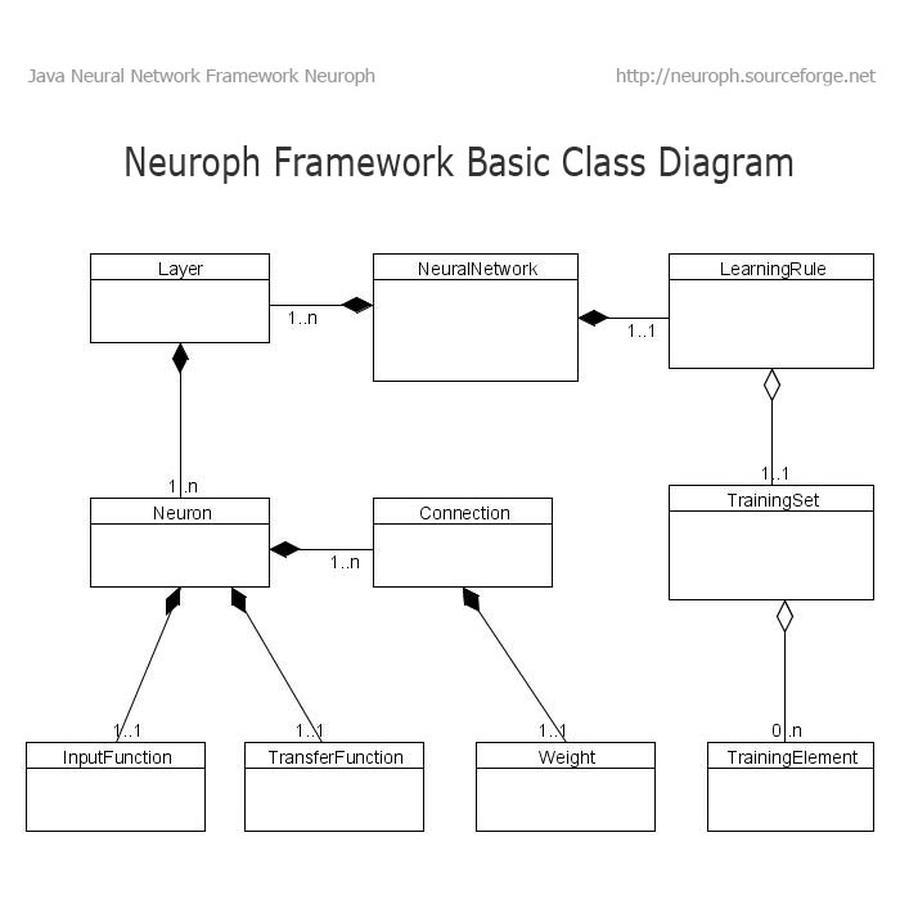 Java Neural Network Framework Neuroph
http://neuroph.sourceforge.net
Neuroph Framework Basic Class Diagram
Layer
NeuralNetwork
LearningRule
1..n
1..1
1..n
1..1
Neuron
Connection
TrainingSet
1..n
1..1
1..1
1..1
0..n
InputFunction
TransferFunction
Weight
TrainingElement